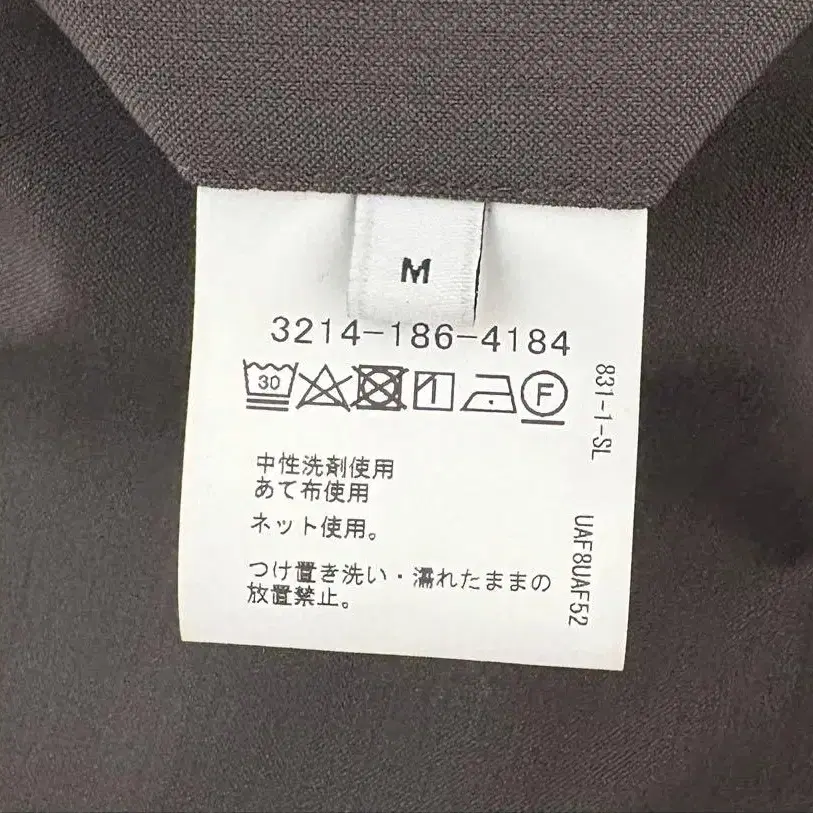 M
3214-186-4184
30
F
831-1-SL
中性洗剤使用
あて布使用
ネット使用。
つけ置き洗い・濡れたままの
放置禁止。
UAF8UAF52